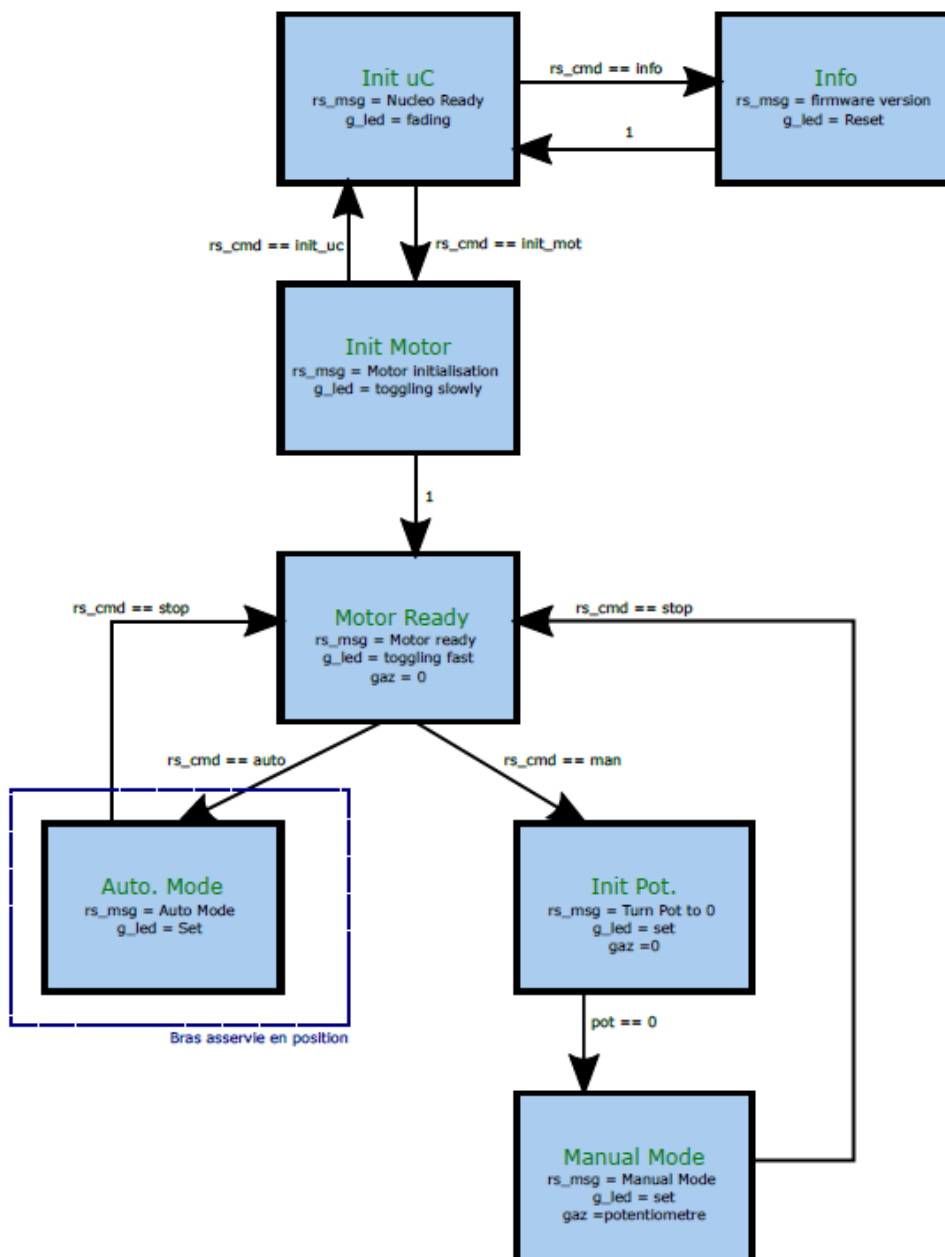 Init uC
rs_msg = Nucleo Ready
g_led = fading
rs_cmd == info
Info
rs_msg = firmware version
g_led = Reset
1
rs_cmd == init_uc
rs_cmd == init_mot
Init Motor
rs_msg = Motor initialisation
g_led = toggling slowly
1
rs_cmd == stop
Motor Ready
rs_msg = Motor ready
g_led = toggling fast
gaz = 0
rs_cmd == stop
rs_cmd == auto
rs_cmd == man
Auto. Mode
rs_msg = Auto Mode
g_led = Set
Bras asservie en position
Init Pot.
rs_msg = Turn Pot to 0
g_led = set
gaz =0
pot == 0
Manual Mode
rs_msg = Manual Mode
g_led = set
gaz =potentiometre